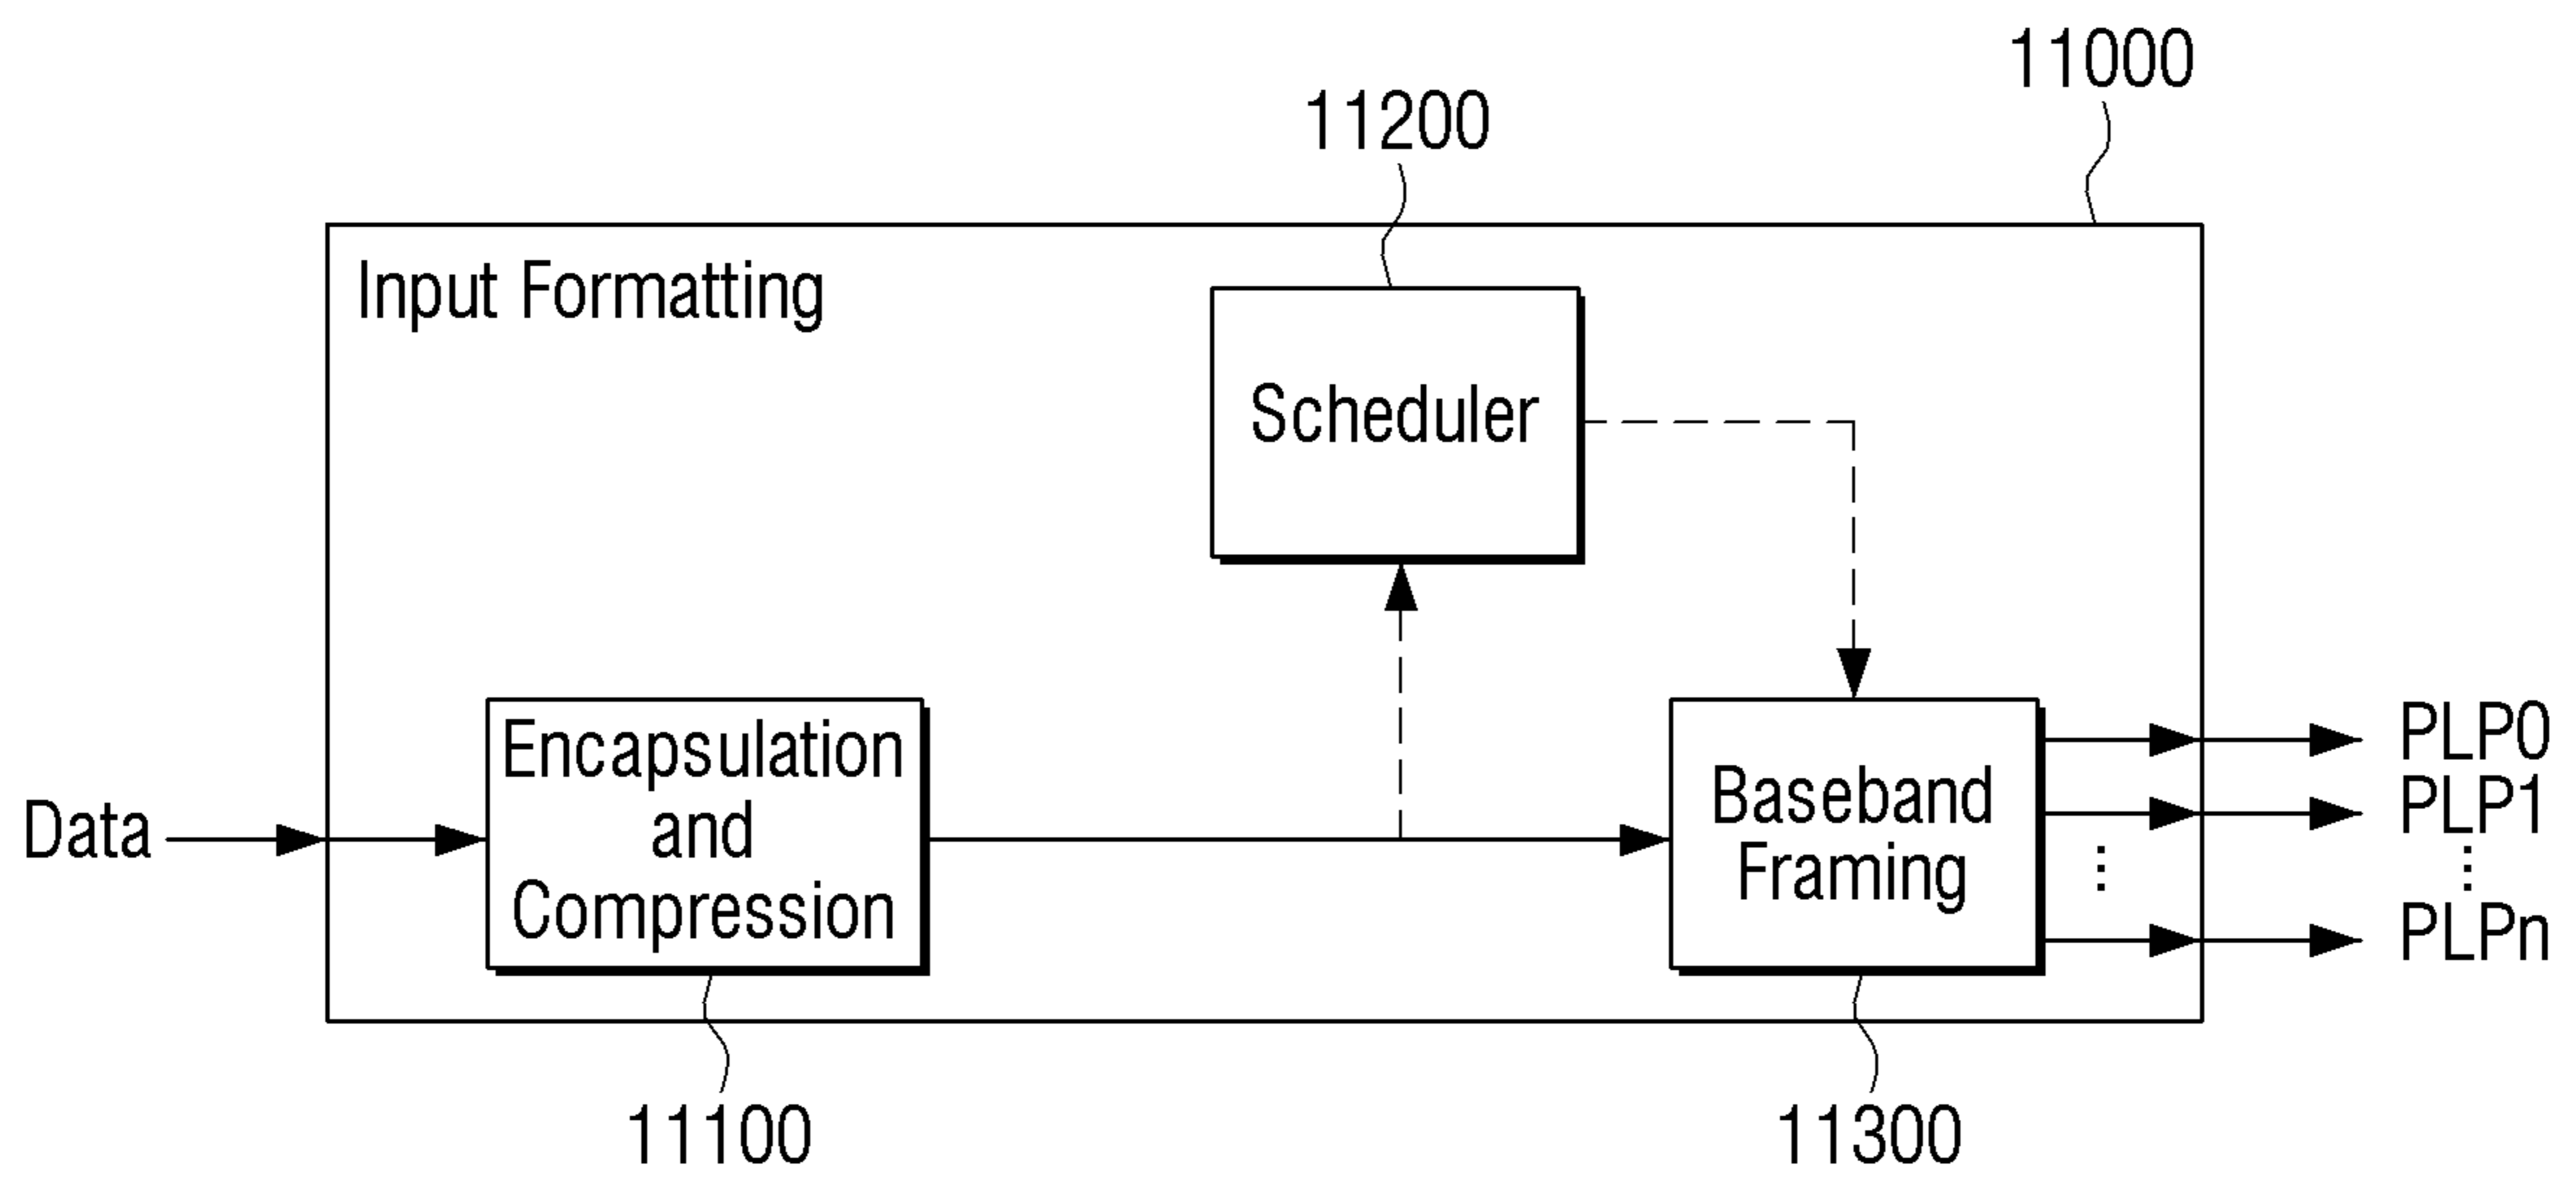 11000
11200
Input Formatting
Scheduler
Encapsulation
and
Compression
Data
Baseband
Framing
PLP0
PLP1
PLPn
11100
11300